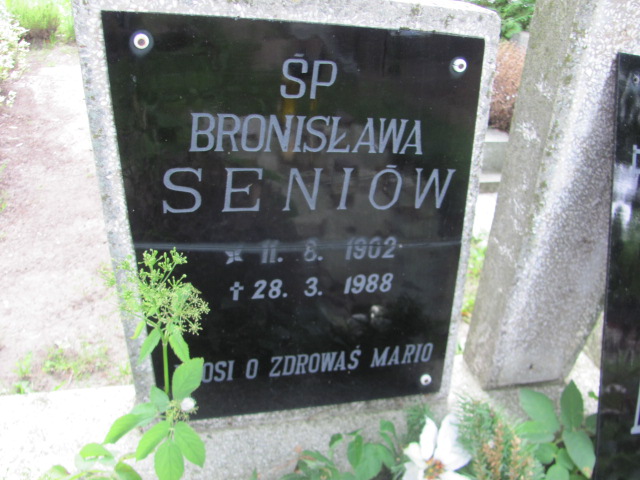 ŚP
BRONISŁAWA
SENIÓW
* 11. 8. 1902
✝ 28. 3. 1988
OSI O ZDROWAŚ MARIO